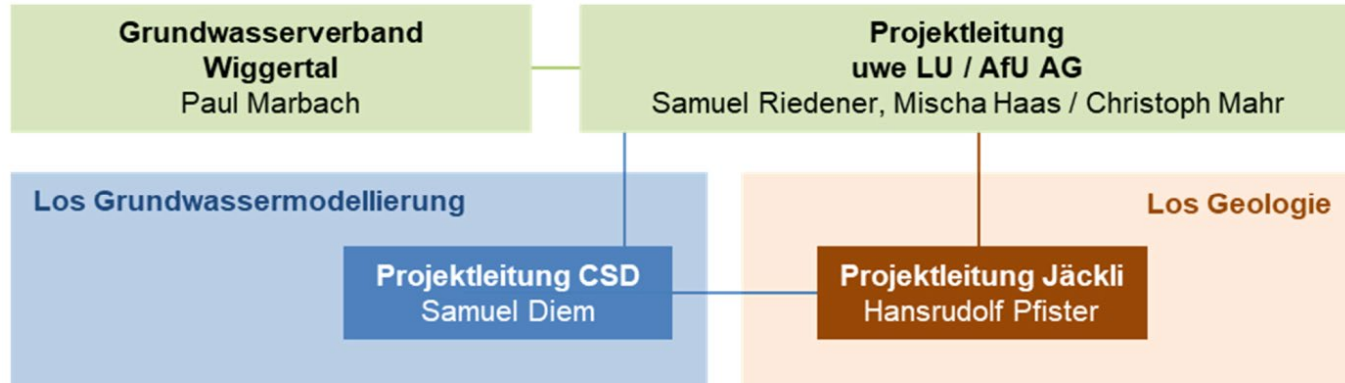 Grundwasserverband
Wiggertal
Paul Marbach
Projektleitung
uwe LU / AfU AG
Samuel Riedener, Mischa Haas / Christoph Mahr
Los Grundwassermodellierung
Los Geologie
Projektleitung CSD
Samuel Diem
Projektleitung Jäckli
Hansrudolf Pfister